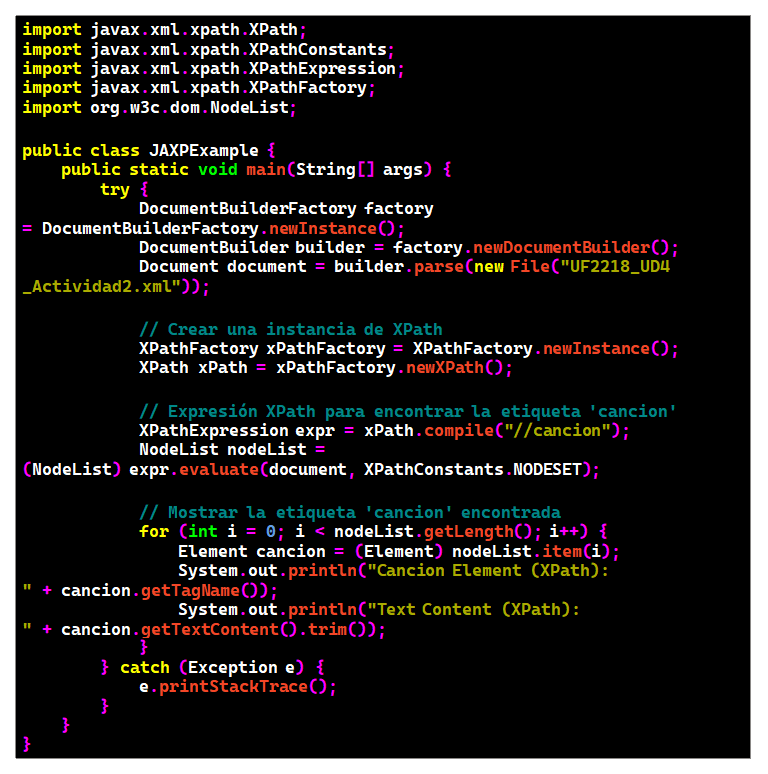 import javax.xml.xpath.XPath;
import javax.xml.xpath.XPathConstants;
import javax.xml.xpath.XPathExpression;
import javax.xml.xpath.XPathFactory;
import org.w3c.dom.NodeList;

public class JAXPExample {
    public static void main(String[] args) {
        try {
            DocumentBuilderFactory factory
= DocumentBuilderFactory.newInstance();
            DocumentBuilder builder = factory.newDocumentBuilder();
            Document document = builder.parse(new File("UF2218_UD4
_Actividad2.xml"));

            // Crear una instancia de XPath
            XPathFactory xPathFactory = XPathFactory.newInstance();
            XPath xPath = xPathFactory.newXPath();

            // Expresión XPath para encontrar la etiqueta 'cancion'
            XPathExpression expr = xPath.compile("//cancion");
            NodeList nodeList =
(NodeList) expr.evaluate(document, XPathConstants.NODESET);

            // Mostrar la etiqueta 'cancion' encontrada
            for (int i = 0; i < nodeList.getLength(); i++) {
                Element cancion = (Element) nodeList.item(i);
                System.out.println("Cancion Element (XPath):
" + cancion.getTagName());
                System.out.println("Text Content (XPath):
" + cancion.getTextContent().trim());
            }
        } catch (Exception e) {
            e.printStackTrace();
        }
    }
}